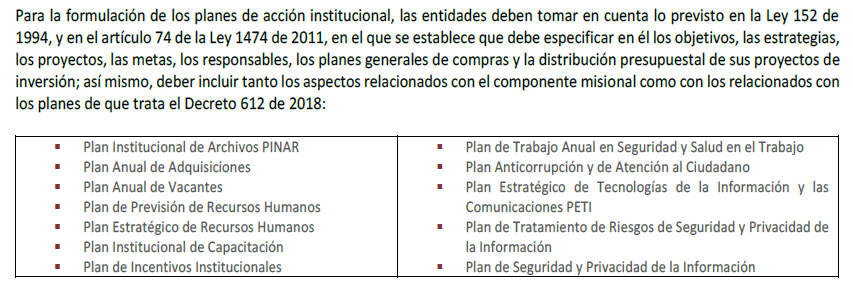 Para la formulación de los planes de acción institucional, las entidades deben tomar en cuenta lo previsto en la Ley 152 de
1994, y en el artículo 74 de la Ley 1474 de 2011, en el que se establece que debe especificar en él los objetivos, las estrategias,
los proyectos, las metas, los responsables, los planes generales de compras y la distribución presupuestal de sus proyectos de
inversión; así mismo, deber incluir tanto los aspectos relacionados con el componente misional como con los relacionados con
los planes de que trata el Decreto 612 de 2018:
▪ Plan Institucional de Archivos PINAR
▪ Plan Anual de Adquisiciones
▪ Plan Anual de Vacantes
▪ Plan de Previsión de Recursos Humanos
▪ Plan Estratégico de Recursos Humanos
▪ Plan Institucional de Capacitación
▪ Plan de Incentivos Institucionales
▪ Plan de Trabajo Anual en Seguridad y Salud en el Trabajo
▪ Plan Anticorrupción y de Atención al Ciudadano
▪ Plan Estratégico de Tecnologías de la Información y las
Comunicaciones PETI
▪ Plan de Tratamiento de Riesgos de Seguridad y Privacidad de
la Información
▪ Plan de Seguridad y Privacidad de la Información